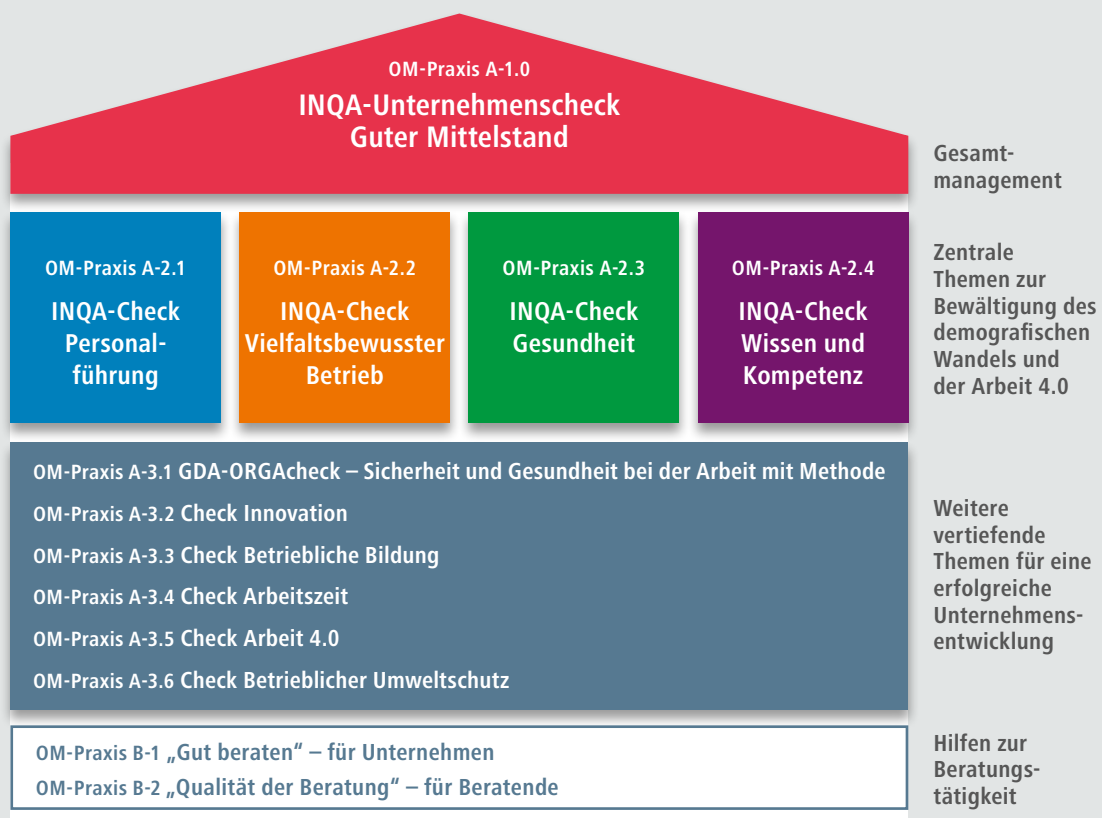 OM-Praxis A-1.0
INQA-Unternehmenscheck
Guter Mittelstand
Gesamt-
management
OM-Praxis A-2.1
INQA-Check
Personal-
führung
OM-Praxis A-2.2
INQA-Check
Vielfaltsbewusster
Betrieb
OM-Praxis A-2.3
INQA-Check
Gesundheit
OM-Praxis A-2.4
INQA-Check
Wissen und
Kompetenz
Zentrale
Themen zur
Bewältigung des
demografischen
Wandels und
der Arbeit 4.0
OM-Praxis A-3.1 GDA-ORGAcheck – Sicherheit und Gesundheit bei der Arbeit mit Methode
OM-Praxis A-3.2 Check Innovation
OM-Praxis A-3.3 Check Betriebliche Bildung
OM-Praxis A-3.4 Check Arbeitszeit
OM-Praxis A-3.5 Check Arbeit 4.0
OM-Praxis A-3.6 Check Betrieblicher Umweltschutz
Weitere
vertiefende
Themen für eine
erfolgreiche
Unternehmens-
entwicklung
OM-Praxis B-1 „Gut beraten“ – für Unternehmen
OM-Praxis B-2 „Qualität der Beratung“ – für Beratende
Hilfen zur
Beratungs-
tätigkeit